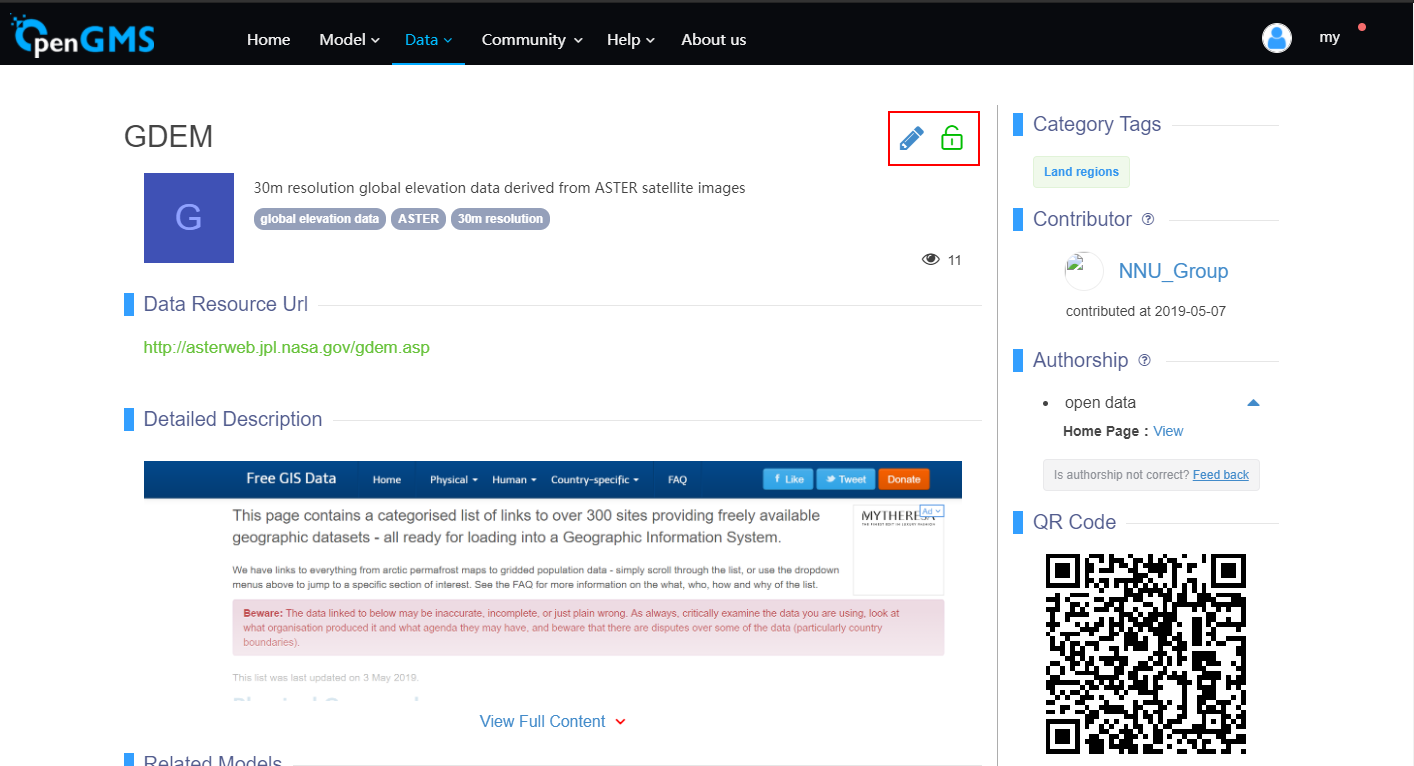 OpenGMS
Home Model Data Community Help About us my
GDEM
G
30m resolution global elevation data derived from ASTER satellite images
global elevation data ASTER 30m resolution
11
Data Resource Url
http://asterweb.jpl.nasa.gov/gdem.asp
Detailed Description
Free GIS Data Home Physical Human Country-specific FAQ Like Tweet Donate
This page contains a categorised list of links to over 300 sites providing freely available
geographic datasets - all ready for loading into a Geographic Information System.
Ad
We have links to everything from arctic permafrost maps to gridded population data - simply scroll through the list, or use the dropdown
menus above to jump to a specific section of interest. See the FAQ for more information on the what, who, how and why of the list.
Beware: The data linked to below may be inaccurate, incomplete, or just plain wrong. As always, critically examine the data you are using, look at
what organisation produced it and what agenda they may have, and beware that there are disputes over some of the data (particularly country
boundaries).
This list was last updated on 3 May 2019.
View Full Content
Related Models
Category Tags
Land regions
Contributor
NNU_Group
contributed at 2019-05-07
Authorship
open data
Home Page : View
Is authorship not correct? Feed back
QR Code